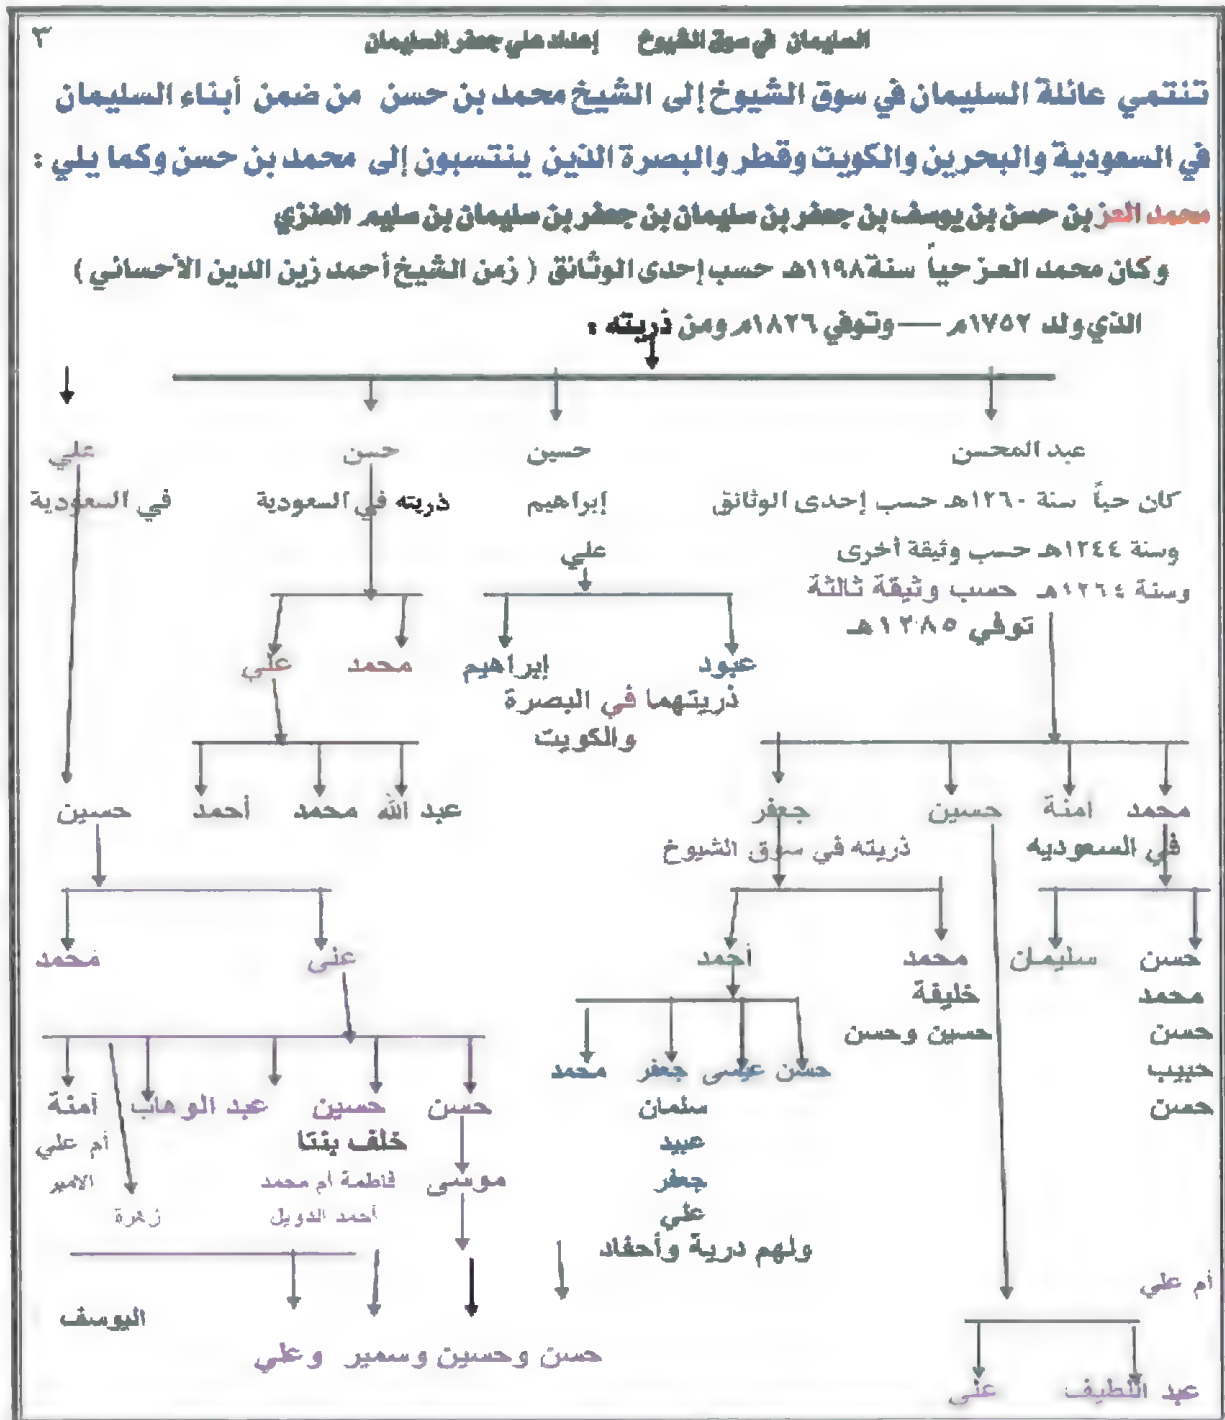 السليمان في سوق الشيوخ إعداد علي جعفر السليمان ٣
تنتمي عائلة السليمان في سوق الشيوخ إلى الشيخ محمد بن حسن من ضمن أبناء السليمان
في السعودية والبحرين والكويت وقطر والبصرة الذين ينتسبون إلى محمد بن حسن وكما يلي :
محمد العز بن حسن بن يوسف بن جعفر بن سليمان بن جعفر بن سليمان بن سليم العنزي
وكان محمد العز حياً سنة ١١٩٨هـ حسب إحدى الوثائق ( زمن الشيخ أحمد زين الدين الأحسائي )
الذي ولد ١٧٥٢م — وتوفي ١٨٢٦م ومن ذريته :
عبد المحسن حسين حسن علي
كان حياً سنة ١٢٦٠هـ حسب إحدى الوثائق إبراهيم ذريته في السعودية في السعودية
وسنة ١٢٤٤هـ حسب وثيقة أخرى علي
وسنة ١٢٦٤هـ حسب وثيقة ثالثة
توفي ١٢٨٥هـ
عبود إبراهيم محمد علي
ذريتهما في البصرة
والكويت
محمد امنة حسين جعفر عبد الله محمد أحمد حسين
في السعوديه ذريته في سوق الشيوخ
حسن سليمان محمد أحمد علي محمد
محمد خليفة
حسن حسين وحسن
حبيب حسن عيسى جعفر محمد
حسن سلمان حسن حسين عبد الوهاب آمنة
عبيد خلف بنتا أم علي
جعفر موسى فاطمة ام محمد الامير
علي أحمد الدويل زهرة
ولهم درية وأحفاد
أم علي
اليوسف
حسن وحسين وسمير وعلي
عبد اللطيف علي